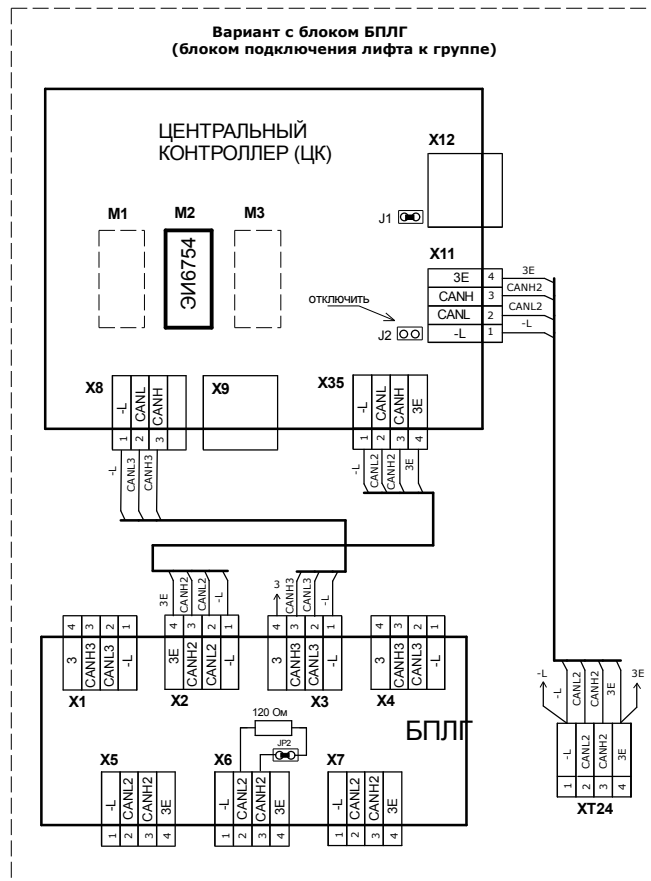 Вариант с блоком БПЛГ
(блоком подключения лифта к группе)
ЦЕНТРАЛЬНЫЙ
КОНТРОЛЛЕР (ЦК)
X12
J1
M1
M2
M3
ЭИ6754
X11
3E 4 3E
CANH 3 CANH2
CANL 2 CANL2
-L 1 -L
отключить
J2
X8
-L
CANL
CANH
1 2 3
-L
CANL3
CANH3
X9
X35
-L
CANL
CANH
3E
1 2 3 4
-L
CANL2
CANH2
3E
3E
CANH2
CANL2
-L
3
CANH3
CANL3
-L
4 3 2 1
3
CANH3
CANL3
-L
X1
4 3 2 1
3E
CANH2
CANL2
-L
X2
4 3 2 1
3
CANH3
CANL3
-L
X3
4 3 2 1
3
CANH3
CANL3
-L
X4
120 Ом
JP2
БПЛГ
X5
-L
CANL2
CANH2
3E
1 2 3 4
X6
-L
CANL2
CANH2
3E
1 2 3 4
X7
-L
CANL2
CANH2
3E
1 2 3 4
-L
-L
CANL2
CANH2
3E
3E
-L
CANL2
CANH2
3E
1 2 3 4
XT24